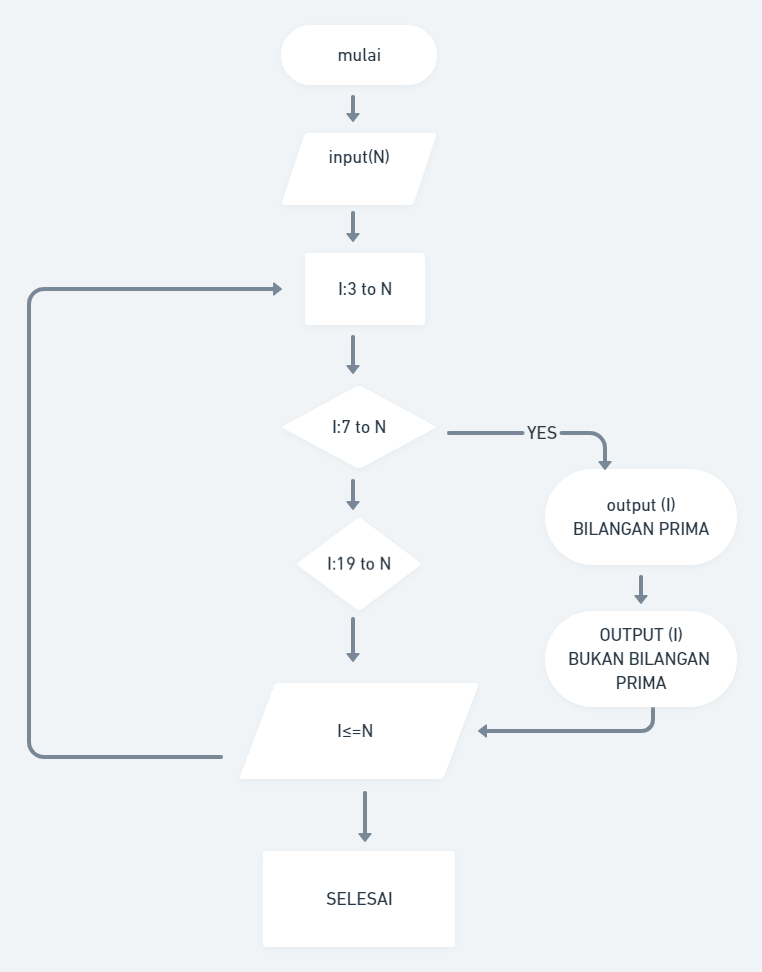 mulai
input(N)
I:3 to N
I:7 to N
YES
output (I)
BILANGAN PRIMA
I:19 to N
OUTPUT (I)
BUKAN BILANGAN
PRIMA
I≤=N
SELESAI